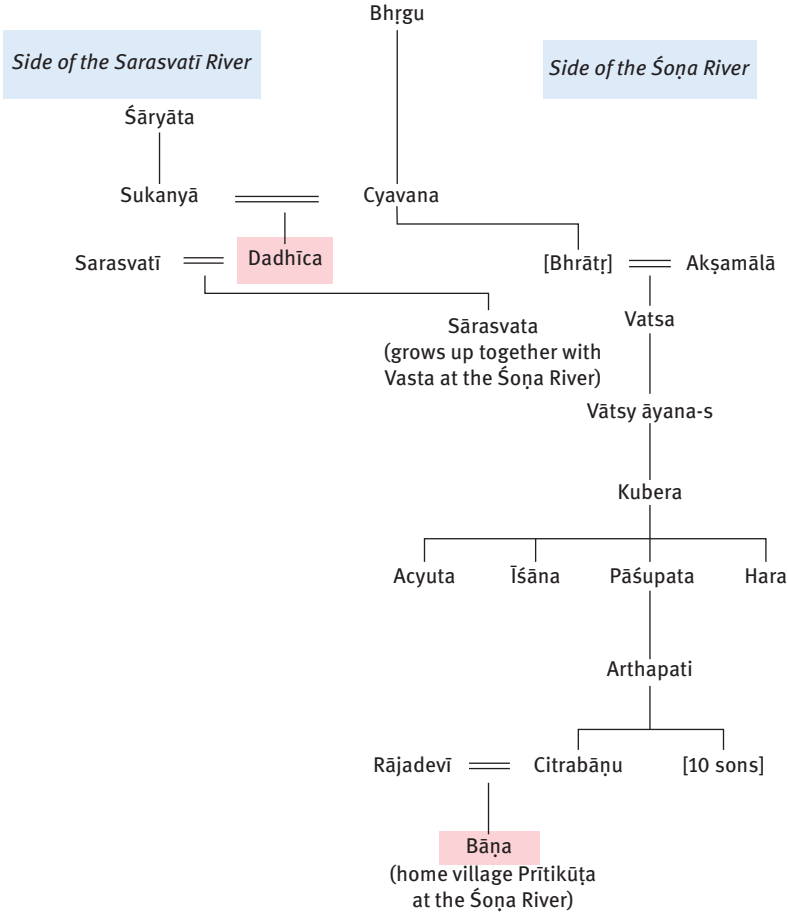 Bhṛgu
Side of the Sarasvatī River
Side of the Śoṇa River
Śāryāta
Sukanyā
Cyavana
Sarasvatī
Dadhīca
[Bhrātṛ]
Akṣamālā
Sārasvata
(grows up together with
Vasta at the Śoṇa River)
Vatsa
Vātsy āyana-s
Kubera
Acyuta
Īśāna
Pāśupata
Hara
Arthapati
Rājadevī
Citrabāṇu
[10 sons]
Bāṇa
(home village Prītikūṭa
at the Śoṇa River)